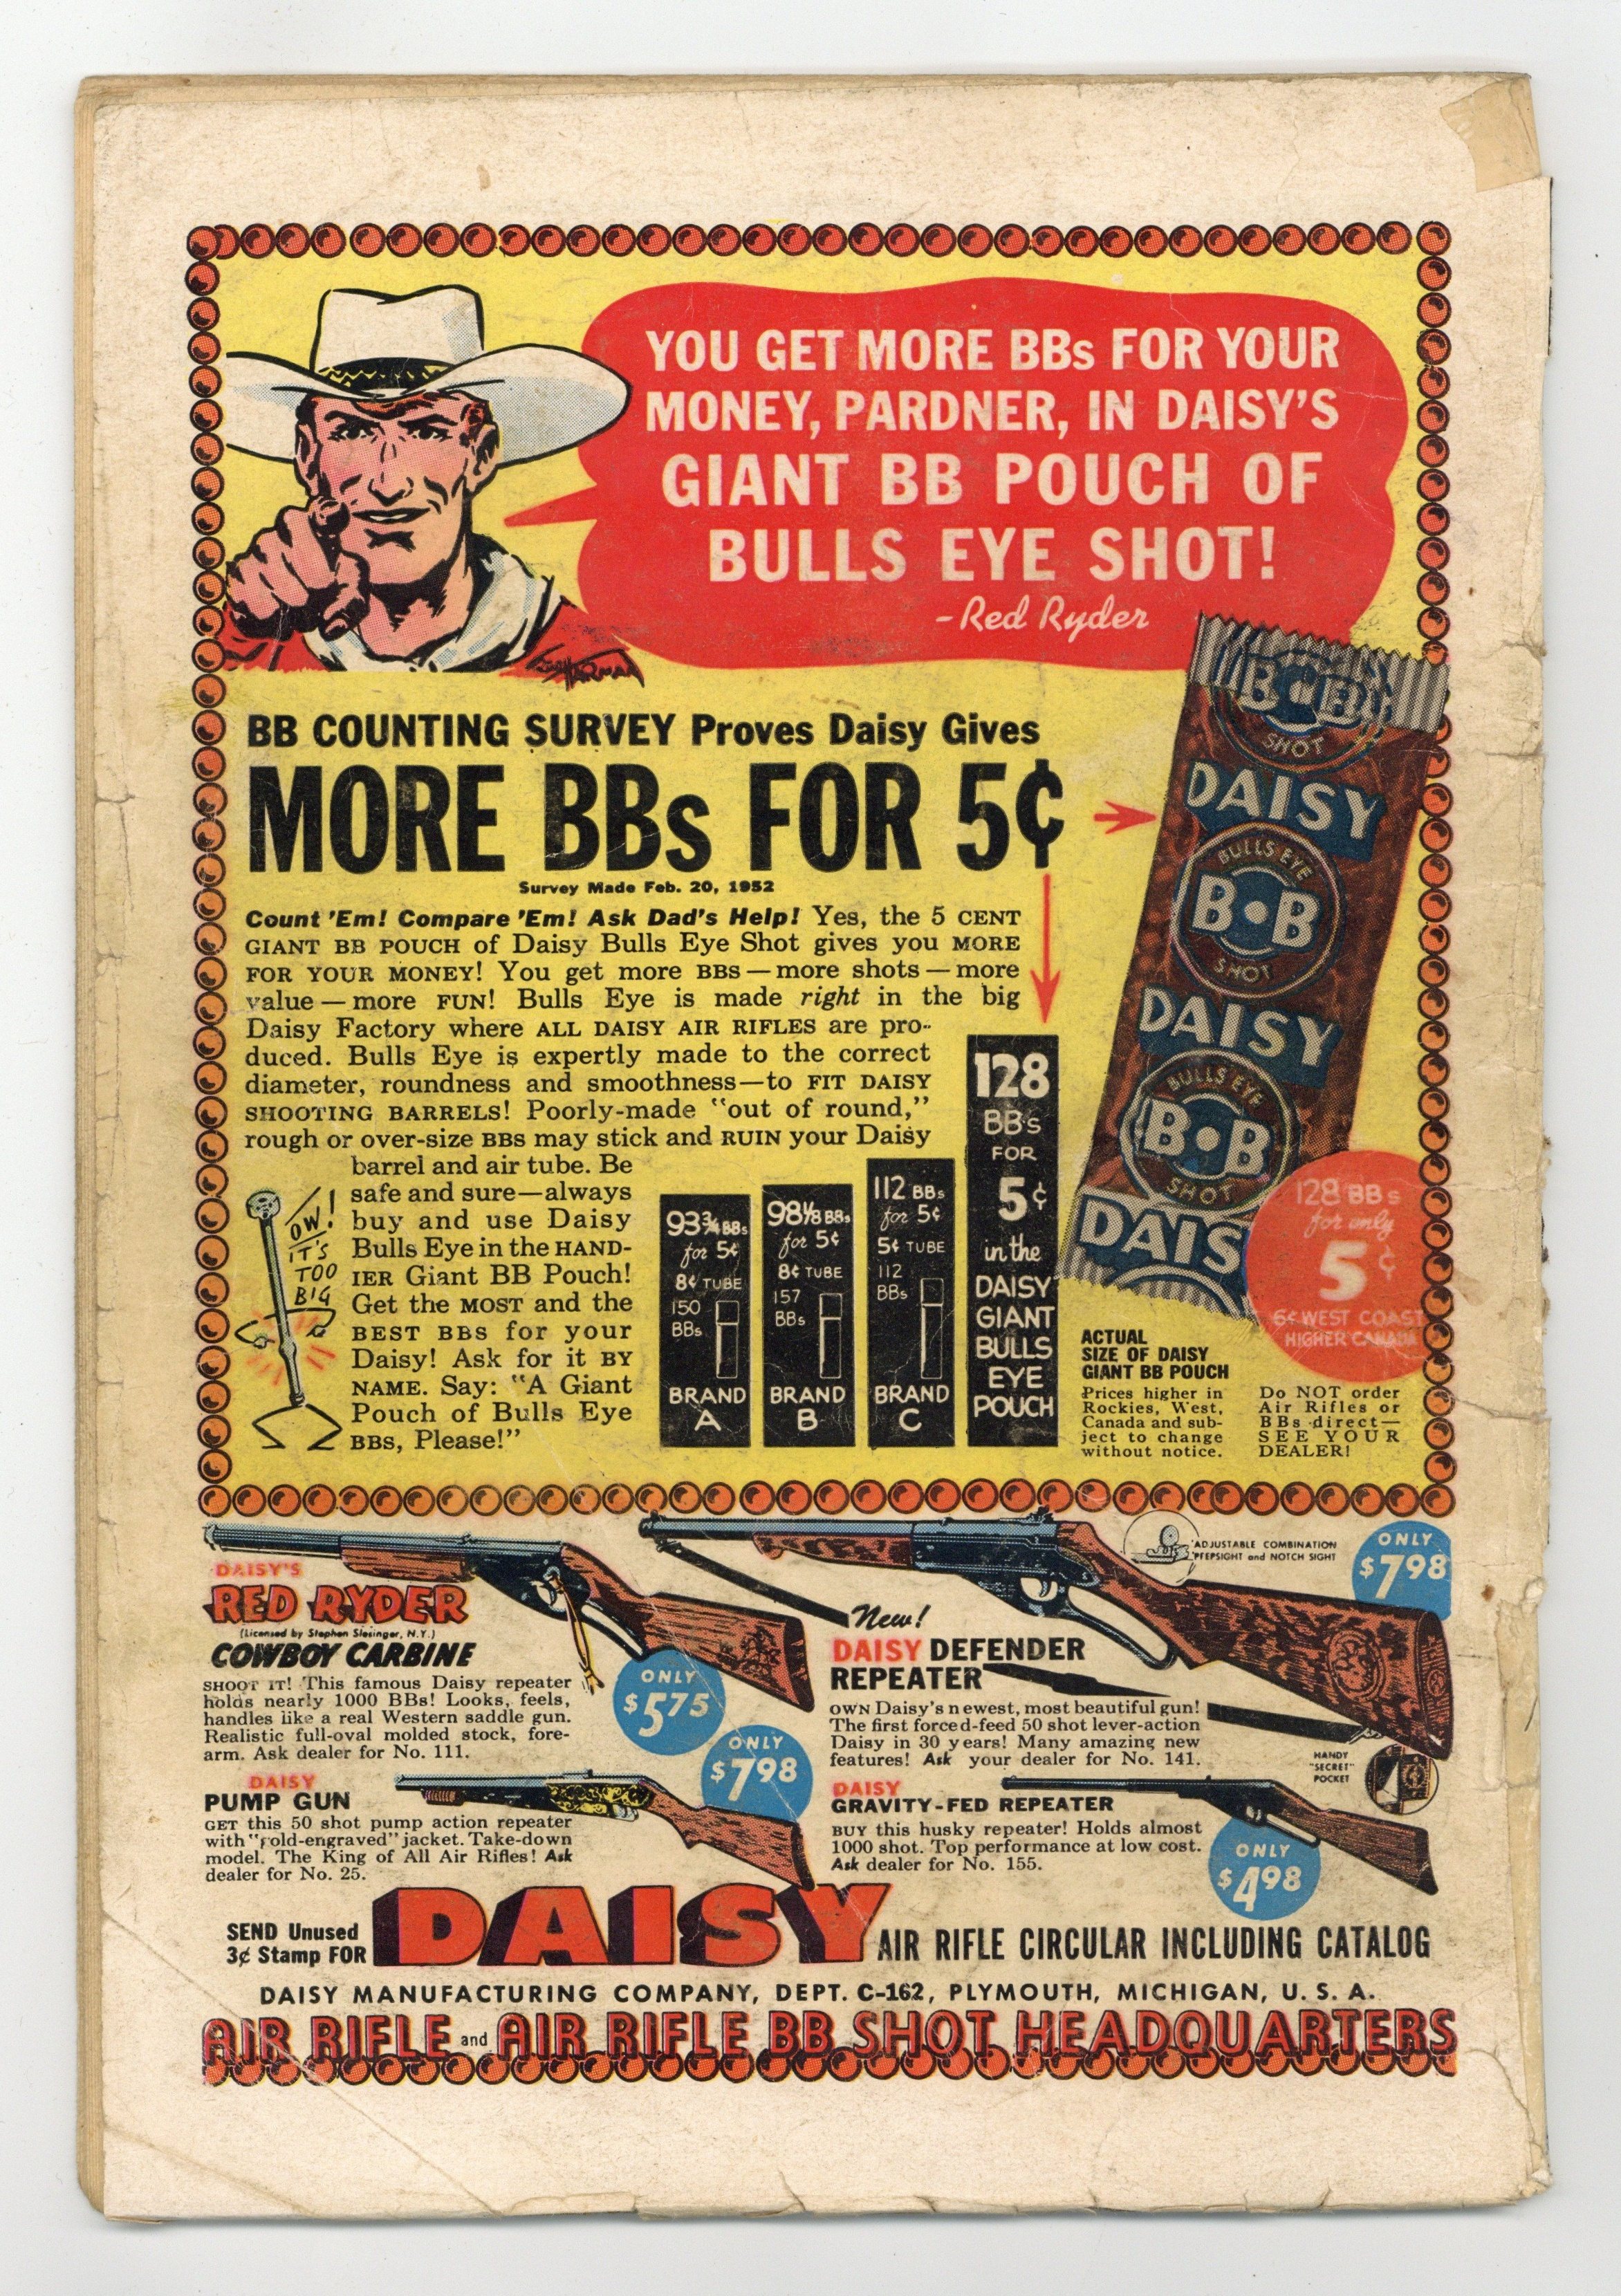 YOU GET MORE BBs FOR YOUR
MONEY, PARDNER, IN DAISY'S
GIANT BB POUCH OF
BULLS EYE SHOT!
-Red Ryder
BB COUNTING SURVEY Proves Daisy Gives
MORE BBs FOR 5¢
Survey Made Feb. 20, 1952
Count 'Em! Compare 'Em! Ask Dad's Help! Yes, the 5 CENT
GIANT BB POUCH of Daisy Bulls Eye Shot gives you MORE
FOR YOUR MONEY! You get more BBs — more shots — more
value — more FUN! Bulls Eye is made right in the big
Daisy Factory where ALL DAISY AIR RIFLES are pro-
duced. Bulls Eye is expertly made to the correct
diameter, roundness and smoothness—to FIT DAISY
SHOOTING BARRELS! Poorly-made "out of round,"
rough or over-size BBs may stick and RUIN your Daisy
barrel and air tube. Be
safe and sure—always
buy and use Daisy
Bulls Eye in the HAND-
IER Giant BB Pouch!
Get the MOST and the
BEST BBs for your
Daisy! Ask for it BY
NAME. Say: "A Giant
Pouch of Bulls Eye
BBs, Please!"
OW!
IT'S
TOO
BIG
93¾ BBs
for 5¢
8¢ TUBE
150
BBs
BRAND
A
98⅛ BBs
for 5¢
8¢ TUBE
157
BBs
BRAND
B
112 BBs
for 5¢
5¢ TUBE
112
BBs
BRAND
C
128
BB's
FOR
5¢
in the
DAISY
GIANT
BULLS
EYE
POUCH
SHOT
DAISY
BULLS EYE
B•B
SHOT
DAISY
BULLS EYE
B•B
SHOT
DAIS
128 BBs
for only
5¢
6¢ WEST COAST
HIGHER CANADA
ACTUAL
SIZE OF DAISY
GIANT BB POUCH
Prices higher in
Rockies, West,
Canada and sub-
ject to change
without notice.
Do NOT order
Air Rifles or
BBs direct—
SEE YOUR
DEALER!
DAISY'S
RED RYDER
(Licensed by Stephen Slesinger, N.Y.)
COWBOY CARBINE
SHOOT IT! This famous Daisy repeater
holds nearly 1000 BBs! Looks, feels,
handles like a real Western saddle gun.
Realistic full-oval molded stock, fore-
arm. Ask dealer for No. 111.
ONLY
$5.75
ADJUSTABLE COMBINATION
PEEPSIGHT and NOTCH SIGHT
ONLY
$7.98
New!
DAISY DEFENDER
REPEATER
OWN Daisy's newest, most beautiful gun!
The first forced-feed 50 shot lever-action
Daisy in 30 years! Many amazing new
features! Ask your dealer for No. 141.
HANDY
"SECRET"
POCKET
DAISY
PUMP GUN
GET this 50 shot pump action repeater
with "gold-engraved" jacket. Take-down
model. The King of All Air Rifles! Ask
dealer for No. 25.
ONLY
$7.98
DAISY
GRAVITY-FED REPEATER
BUY this husky repeater! Holds almost
1000 shot. Top performance at low cost.
Ask dealer for No. 155.
ONLY
$4.98
SEND Unused
3¢ Stamp FOR
DAISY AIR RIFLE CIRCULAR INCLUDING CATALOG
DAISY MANUFACTURING COMPANY, DEPT. C-162, PLYMOUTH, MICHIGAN, U. S. A.
AIR RIFLE and AIR RIFLE BB SHOT HEADQUARTERS